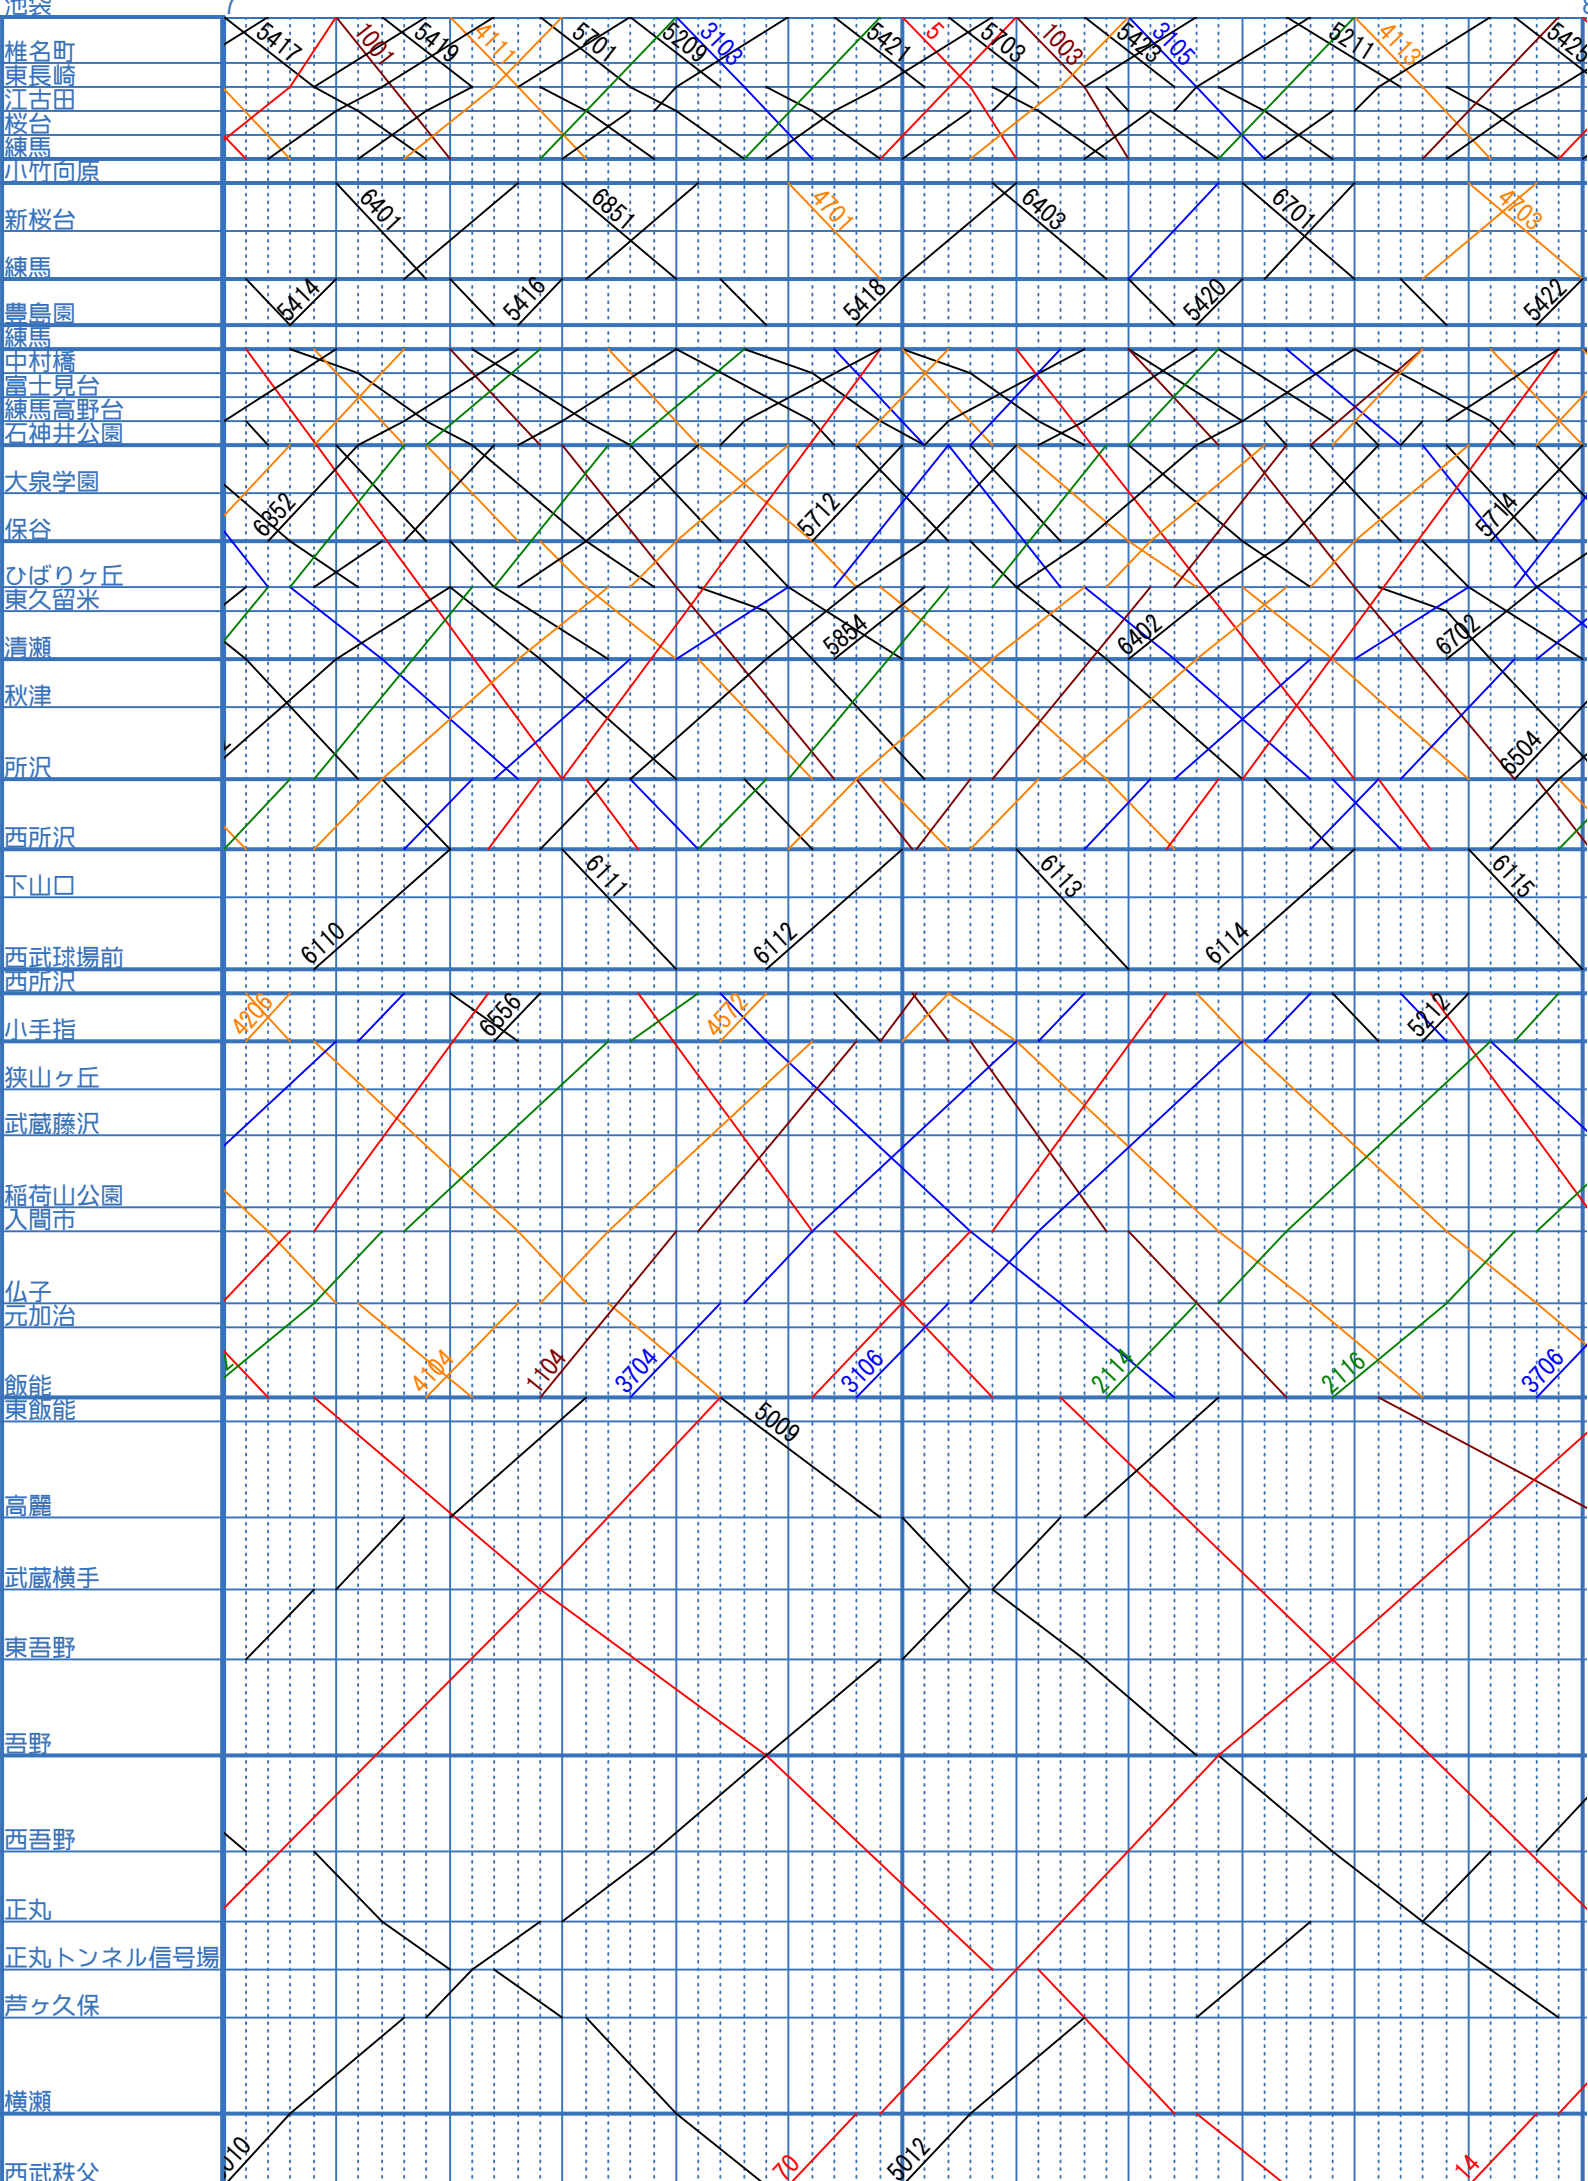 池袋 7
5417 1001 5419 4111 5701 5209 3103 5421 5 5703 1003 5423 3105 5211 4113 5425
椎名町
東長崎
江古田
桜台
練馬
小竹向原
6401 6851 4701 6403 6701 4703
新桜台
練馬
5414 5416 5418 5420 5422
豊島園
練馬
中村橋
富士見台
練馬高野台
石神井公園
大泉学園
6352 5712 5714
保谷
ひばりヶ丘
東久留米
5854 6402 6702
清瀬
秋津
6504
所沢
西所沢
6111 6113 6115
下山口
6110 6112 6114
西武球場前
西所沢
4206 6556 4572 5212
小手指
狭山ヶ丘
武蔵藤沢
稲荷山公園
入間市
仏子
元加治
4104 1104 3704 3106 2114 2116 3706
飯能
東飯能
5009
高麗
武蔵横手
東吾野
吾野
西吾野
正丸
正丸トンネル信号場
芦ヶ久保
横瀬
010 70 5012 14
西武秩父